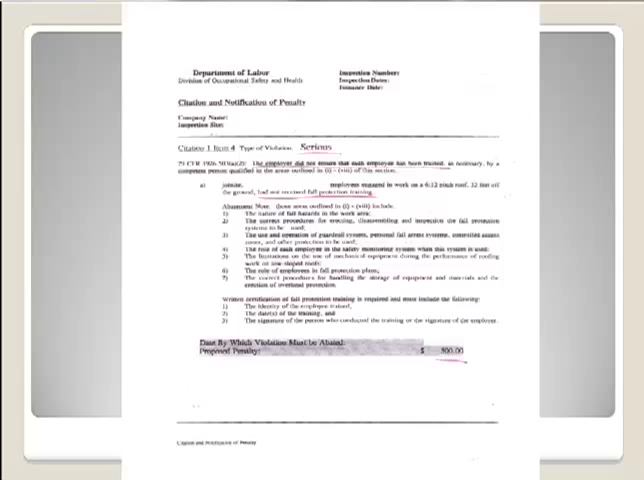 Department of Labor
Division of Occupational Safety and Health
Inspection Number:
Inspection Dates:
Issuance Date:
Citation and Notification of Penalty
Company Name:
Inspection Site:
Citation 1 Item 4 Type of Violation: Serious
29 CFR 1926.503(a)(2): The employer did not ensure that each employee has been trained, as necessary, by a
competent person qualified in the areas outlined in (i) - (viii) of this section.
a) jobsite, employees engaged in work on a 6:12 pitch roof, 32 feet off
the ground, had not received fall protection training.
Abatement Note: those areas outlined in (i) - (viii) include.
1) The nature of fall hazards in the work area;
2) The correct procedures for erecting, disassembling and inspection the fall protection
systems to be used;
3) The use and operation of guardrail system, personal fall arrest systems, controlled access
zones, and other protection to be used;
4) The role of each employee in the safety monitoring system when this system is used;
5) The limitations on the use of mechanical equipment during the performance of roofing
work on low-sloped roofs;
6) The role of employees in fall protection plans;
7) The correct procedures for handling the storage of equipment and materials and the
erection of overhead protection.
Written notification of fall protection training is required and must include the following:
1) The identity of the employee trained,
2) The date(s) of the training, and
3) The signature of the person who conducted the training or the signature of the employer.
Date By Which Violation Must be Abated:
Proposed Penalty: $ 500.00
Citation and Notification of Penalty